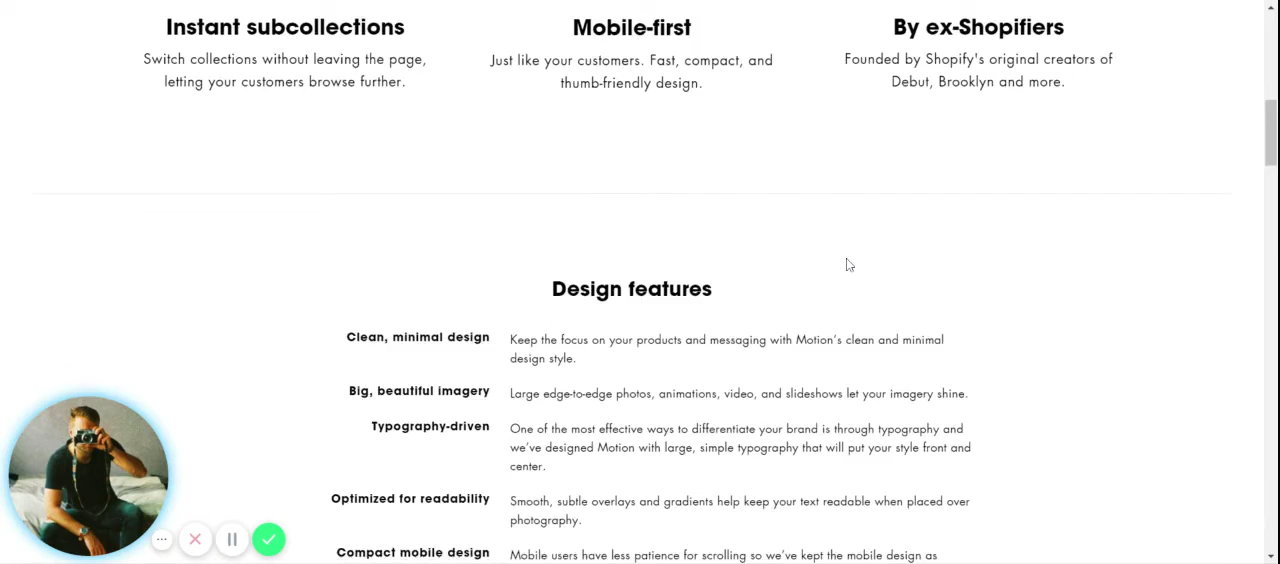 Instant subcollections
Switch collections without leaving the page,
letting your customers browse further.
Mobile-first
Just like your customers. Fast, compact, and
thumb-friendly design.
By ex-Shopifiers
Founded by Shopify's original creators of
Debut, Brooklyn and more.
Design features
Clean, minimal design
Keep the focus on your products and messaging with Motion’s clean and minimal
design style.
Big, beautiful imagery
Large edge-to-edge photos, animations, video, and slideshows let your imagery shine.
Typography-driven
One of the most effective ways to differentiate your brand is through typography and
we’ve designed Motion with large, simple typography that will put your style front and
center.
Optimized for readability
Smooth, subtle overlays and gradients help keep your text readable when placed over
photography.
Compact mobile design
Mobile users have less patience for scrolling so we’ve kept the mobile design as